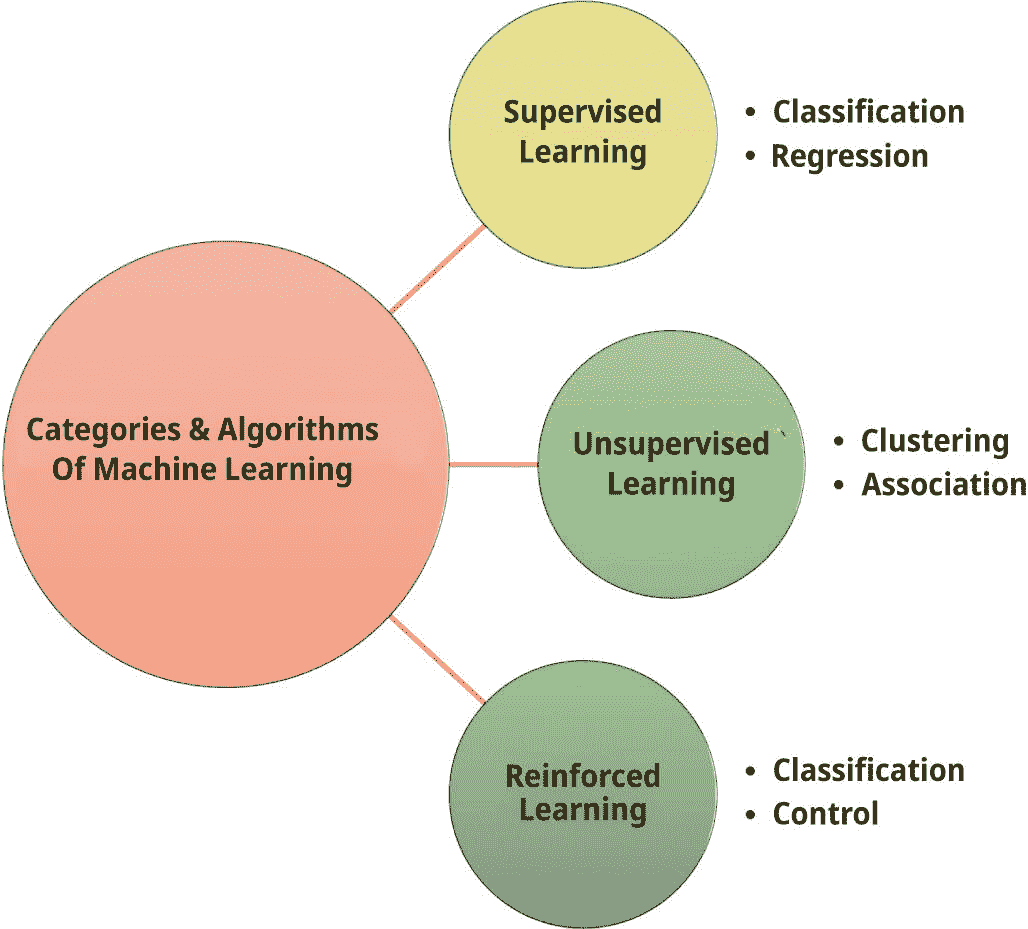 Supervised
Learning
• Classification
• Regression
Categories & Algorithms
Of Machine Learning
Unsupervised
Learning
• Clustering
• Association
Reinforced
Learning
• Classification
• Control